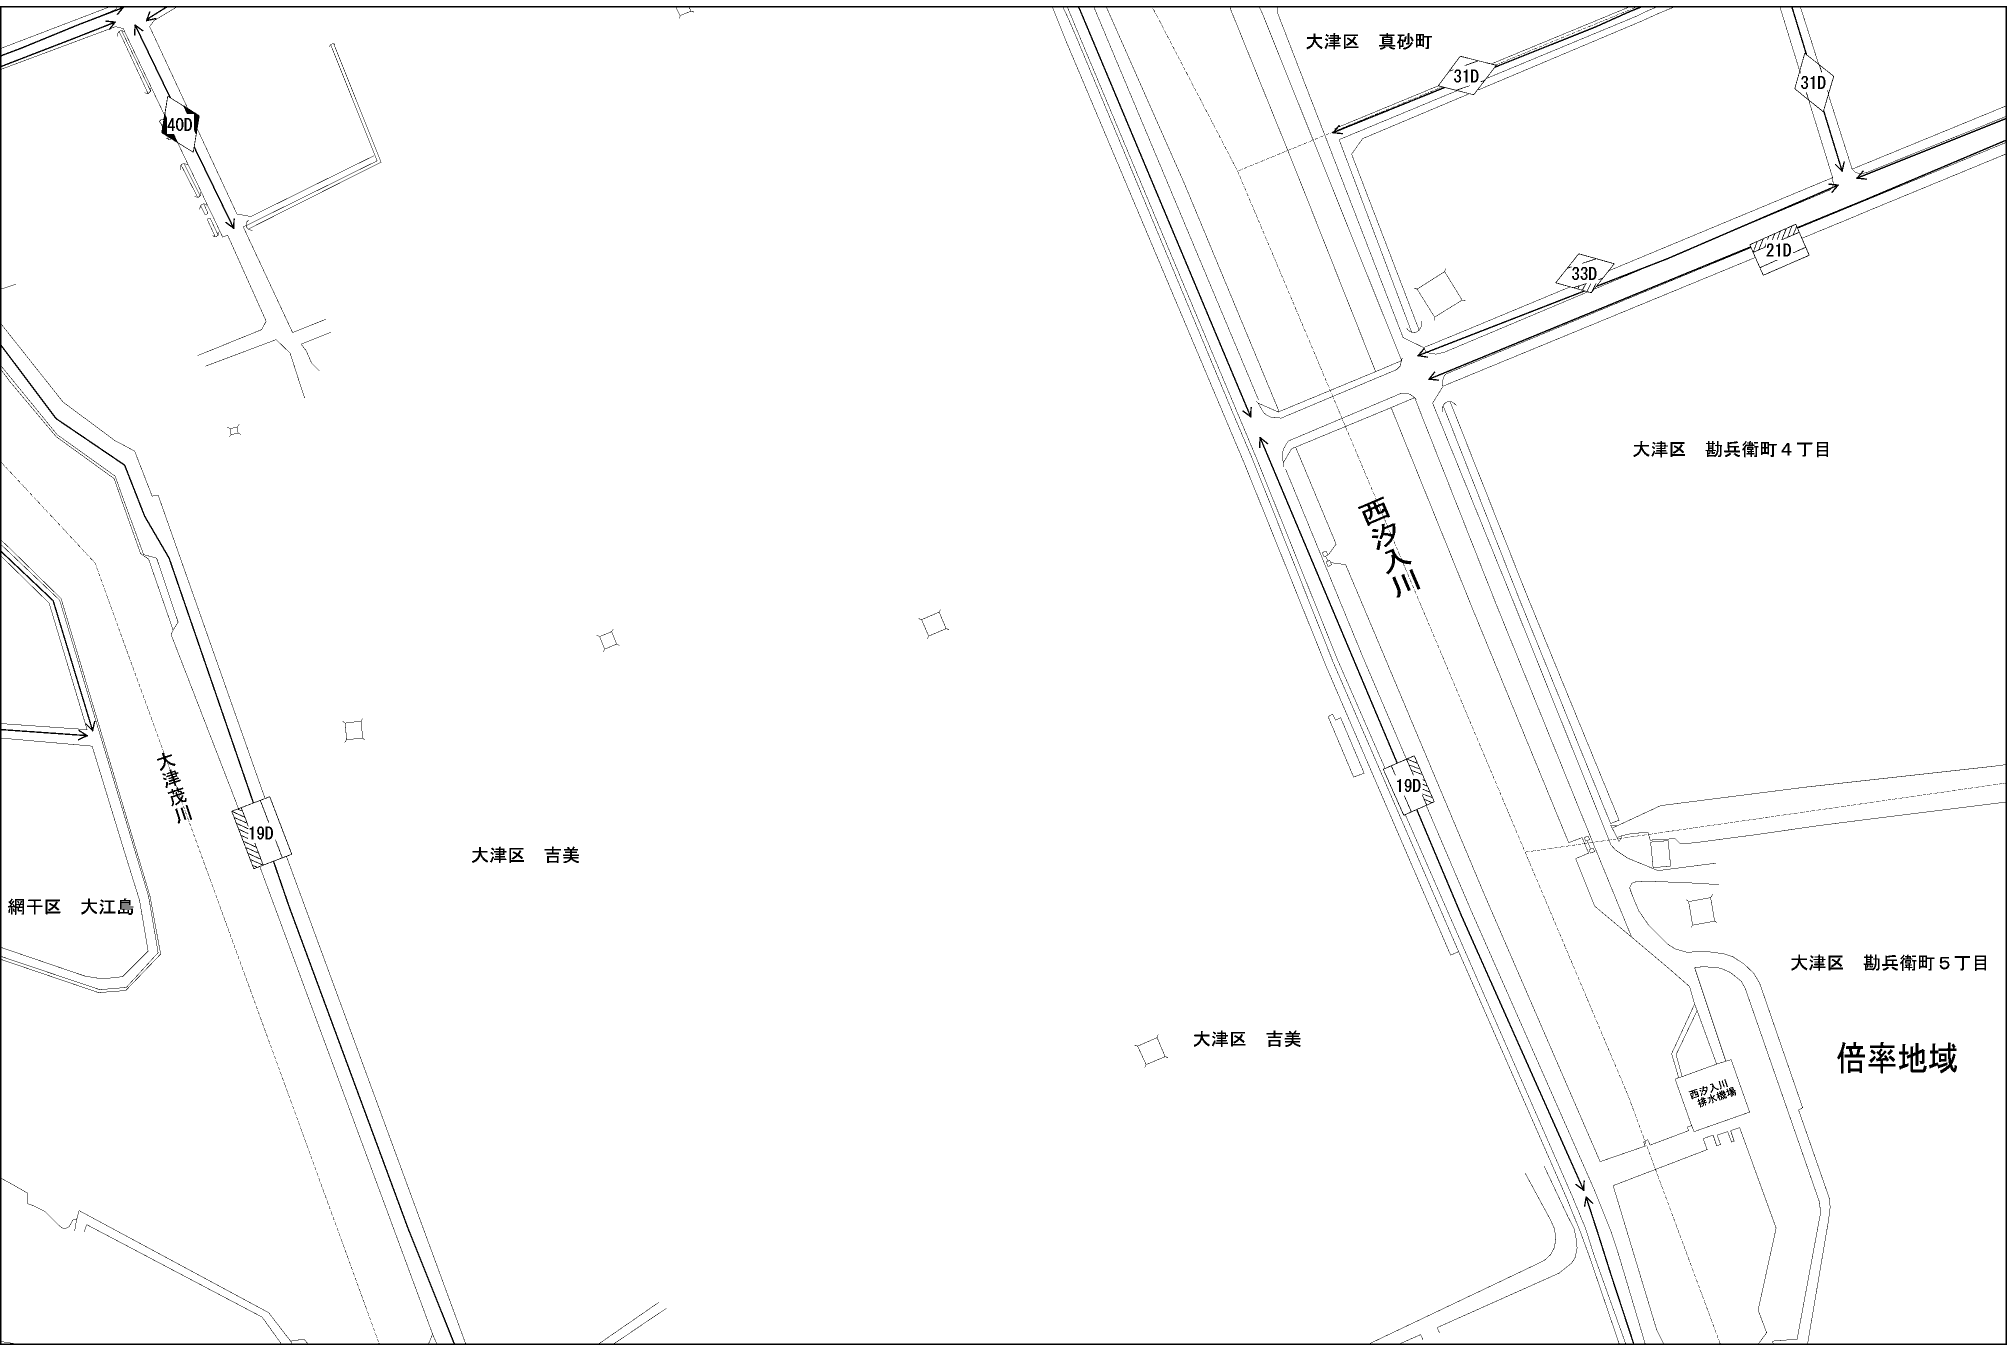 大津区　真砂町
31D
31D
40D
21D
33D
大津区　勘兵衛町４丁目
西汐入川
大津茂川
19D
19D
大津区　吉美
網干区　大江島
大津区　勘兵衛町５丁目
大津区　吉美
倍率地域
西汐入川
排水機場